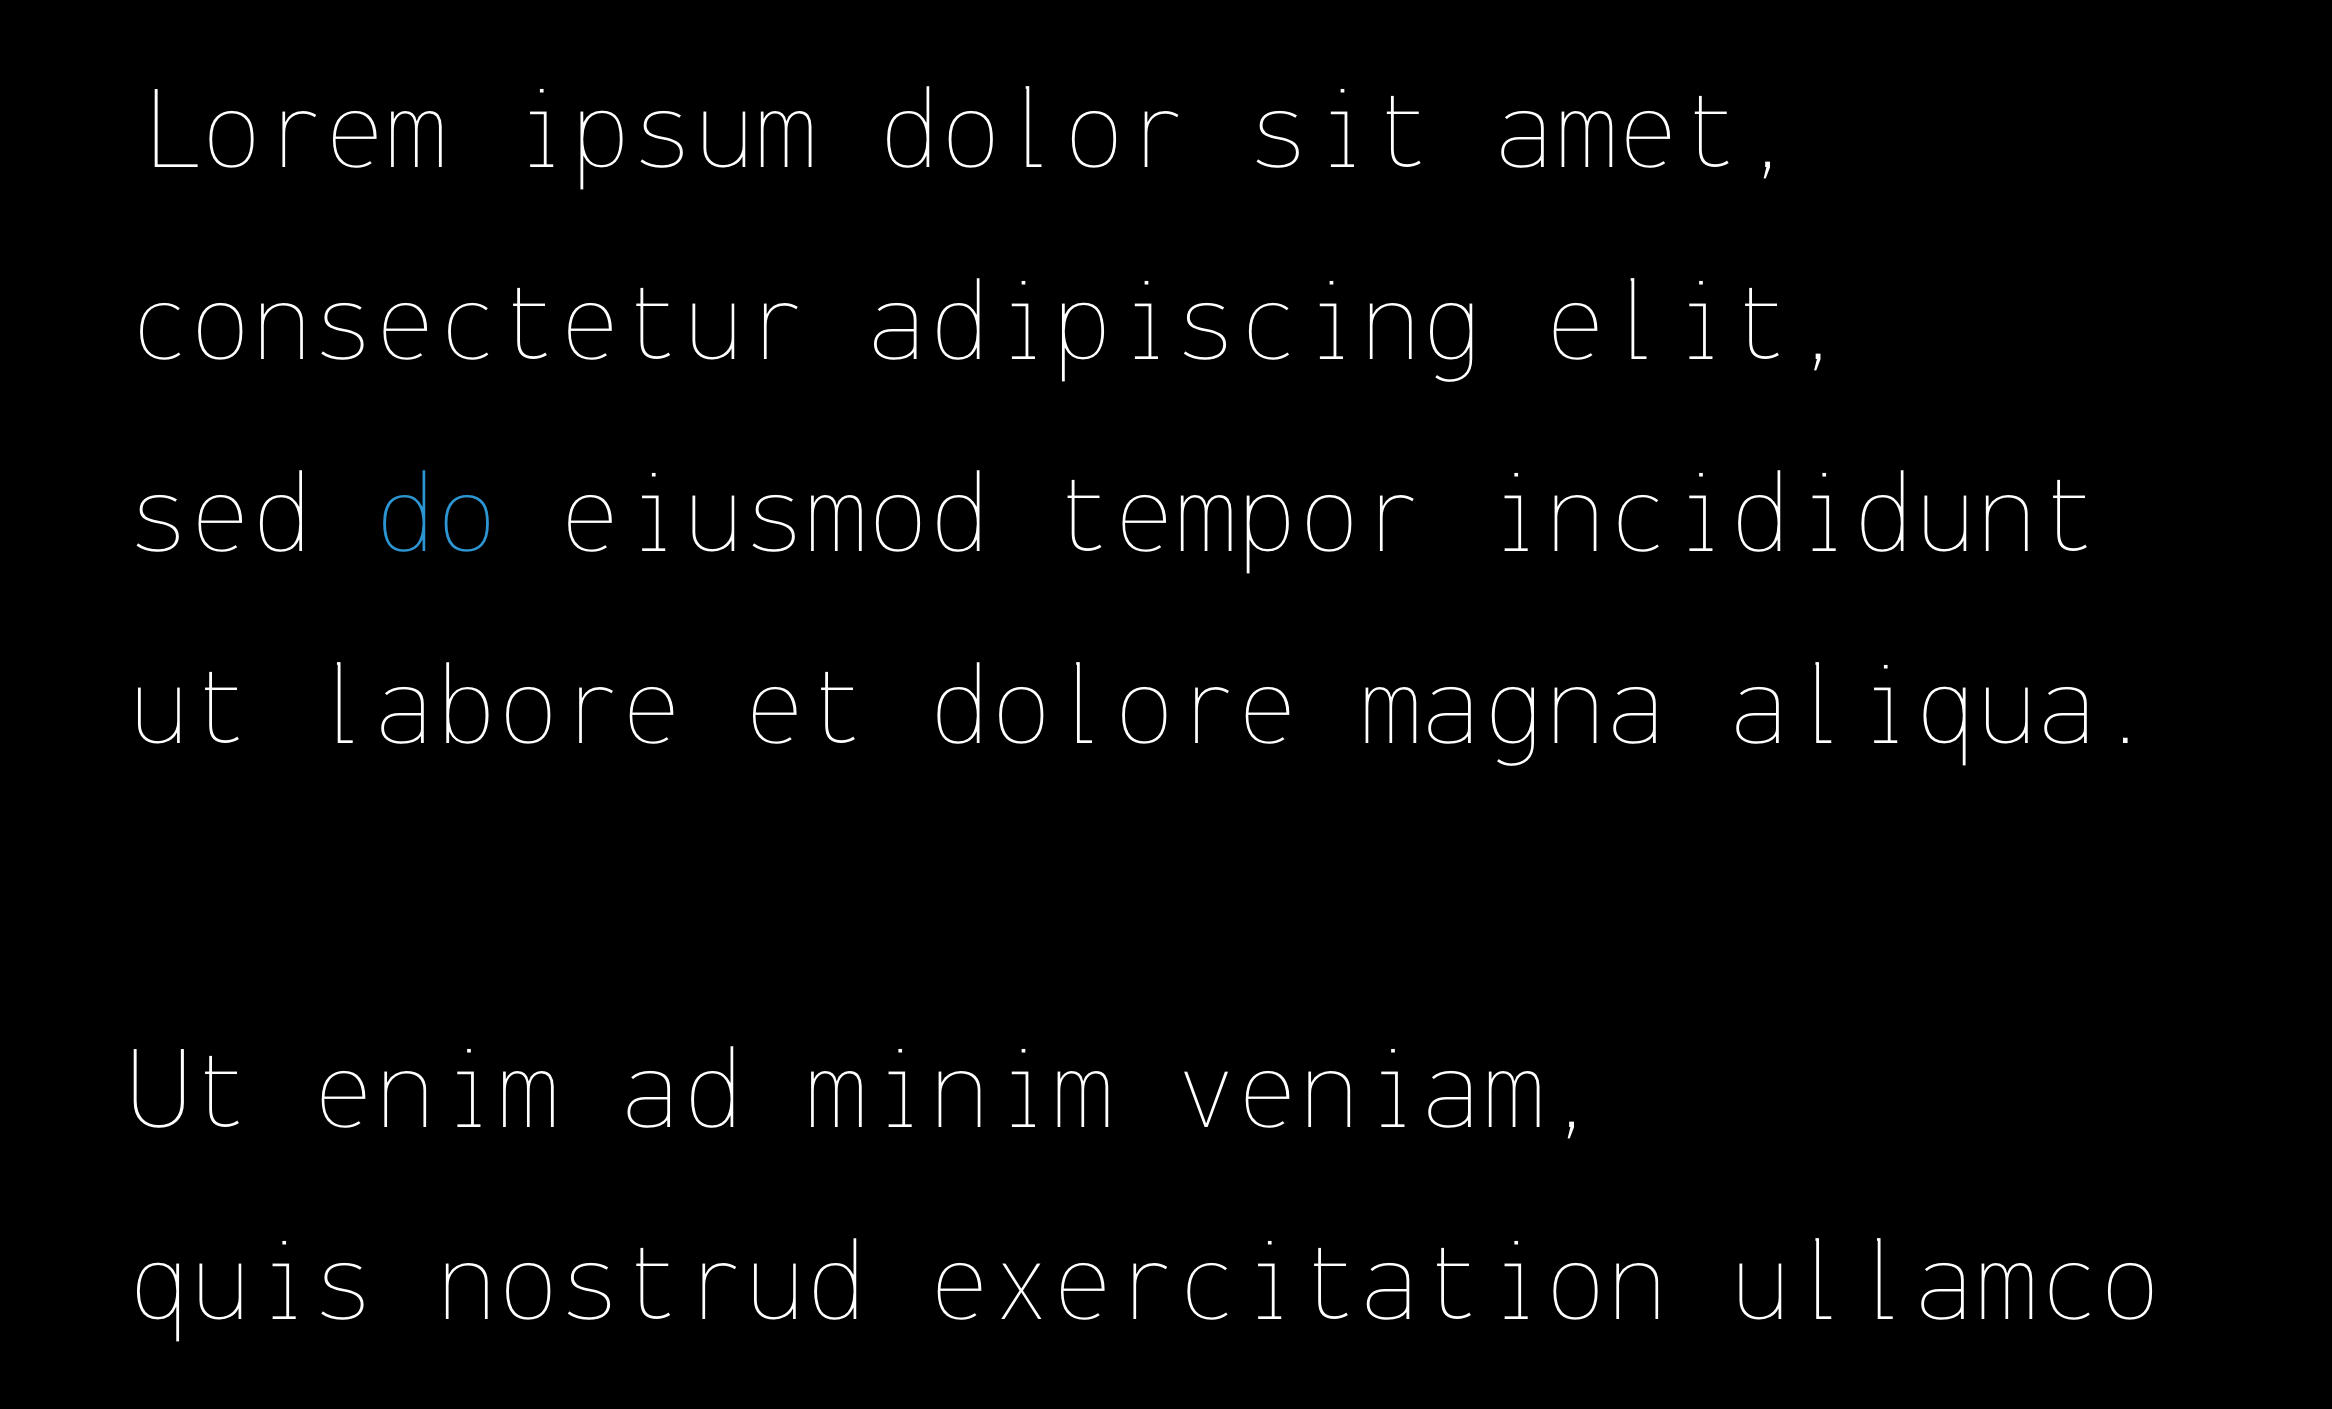 Lorem ipsum dolor sit amet,
consectetur adipiscing elit,
sed do eiusmod tempor incididunt
ut labore et dolore magna aliqua.
Ut enim ad minim veniam,
quis nostrud exercitation ullamco